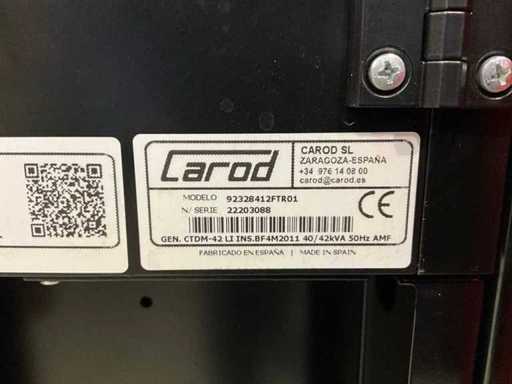 Carod
CAROD SL
ZARAGOZA-ESPAÑA
+34 976 14 08 00
carod@carod.es
MODELO 92328412FTR01
N/ SERIE 22203088
CE
GEN. CTDM-42 LI INS.BF4M2011 40/42kVA 50Hz AMF
FABRICADO EN ESPAÑA | MADE IN SPAIN